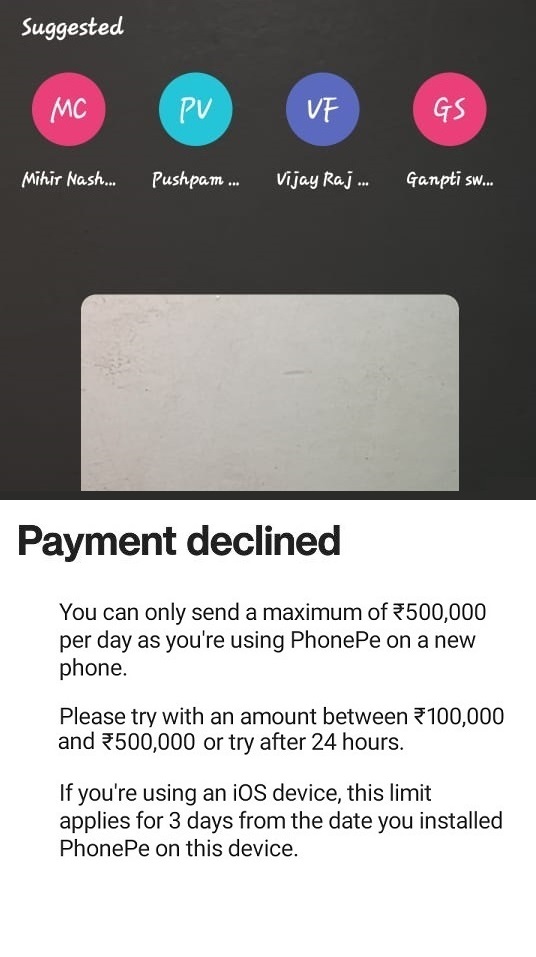 Suggested
MC PV VF GS
Mihir Nash... Pushpam ... Vijay Raj ... Ganpti sw...
Payment declined
You can only send a maximum of ₹500,000
per day as you're using PhonePe on a new
phone.
Please try with an amount between ₹100,000
and ₹500,000 or try after 24 hours.
If you're using an iOS device, this limit
applies for 3 days from the date you installed
PhonePe on this device.